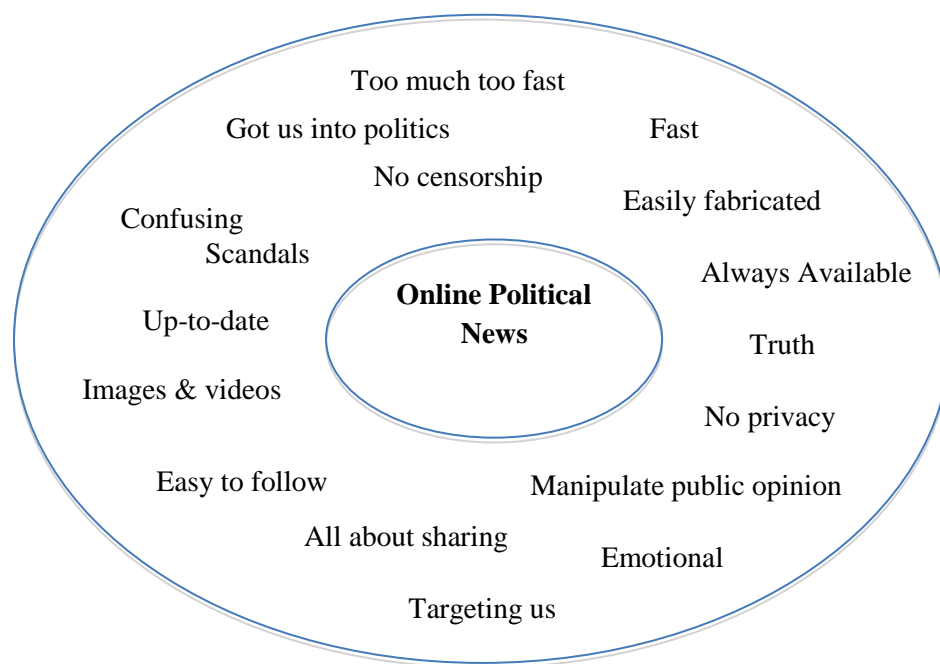 Too much too fast
Got us into politics
Fast
No censorship
Easily fabricated
Confusing
Scandals
Always Available
Online Political
News
Up-to-date
Truth
Images & videos
No privacy
Easy to follow
Manipulate public opinion
All about sharing
Emotional
Targeting us